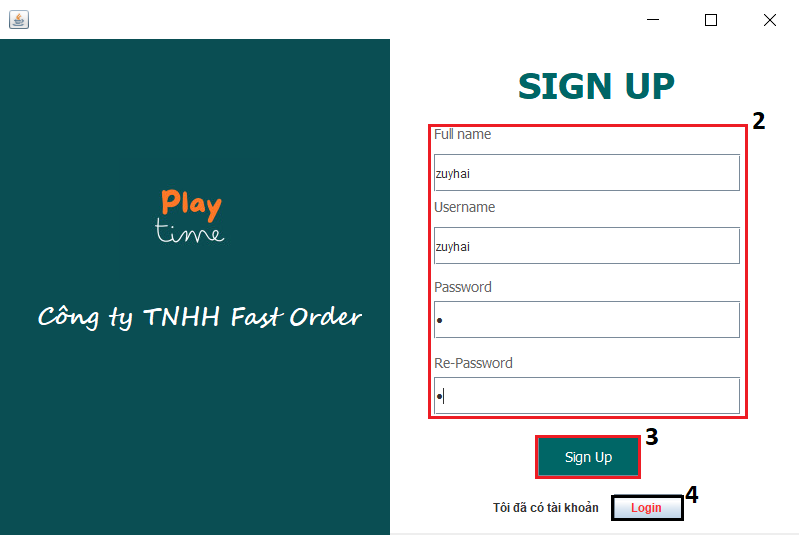 Play
time
Công ty TNHH Fast Order
SIGN UP
2
Full name
zuyhai
Username
zuyhai
Password
•
Re-Password
•
3
Sign Up
4
Tôi đã có tài khoản
Login